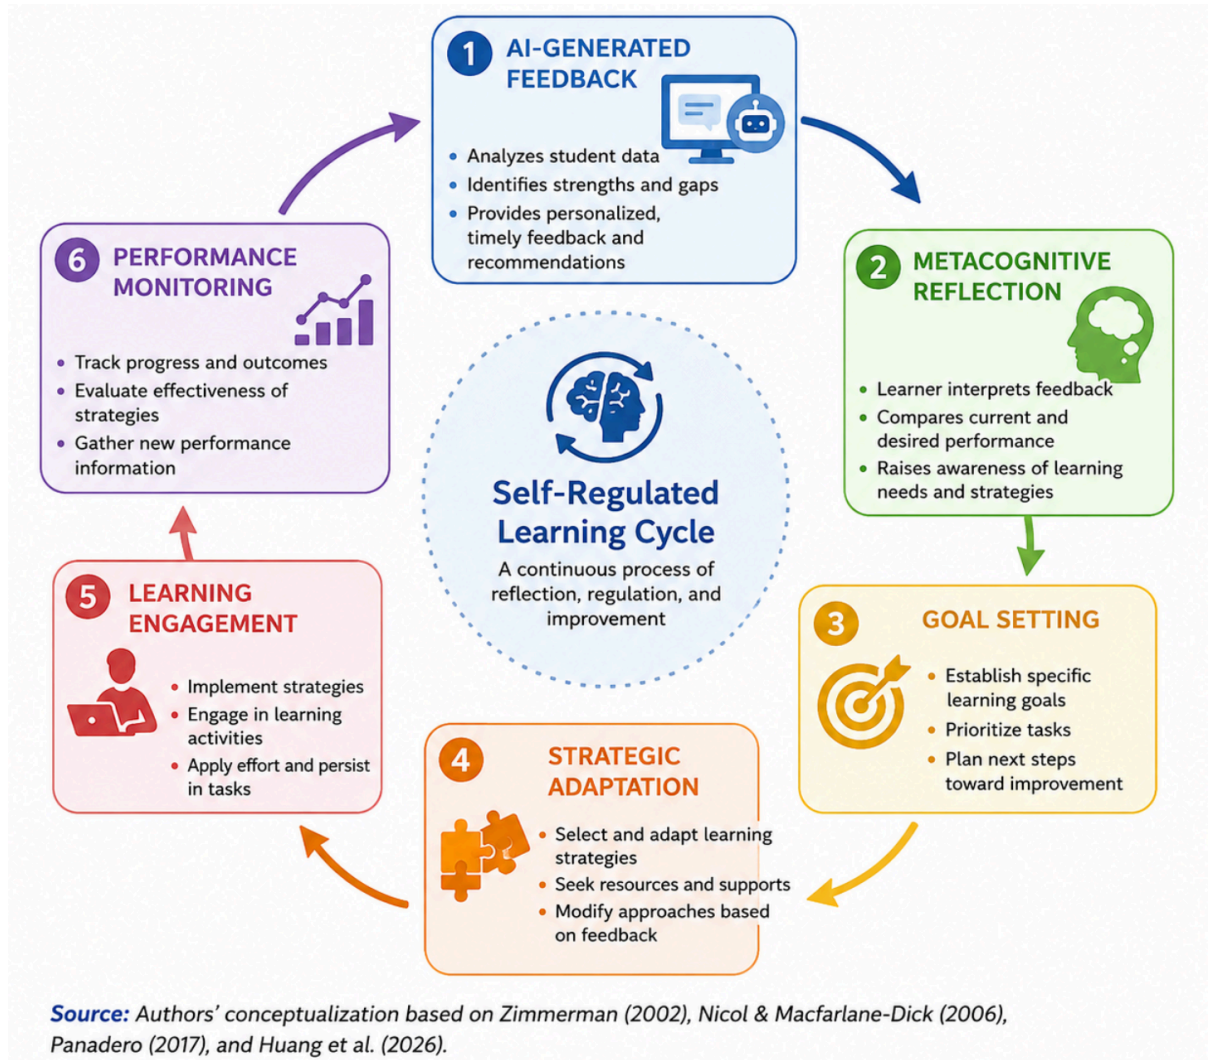 1
AI-GENERATED
FEEDBACK
• Analyzes student data
• Identifies strengths and gaps
• Provides personalized,
timely feedback and
recommendations
2
METACOGNITIVE
REFLECTION
• Learner interprets feedback
• Compares current and
desired performance
• Raises awareness of learning
needs and strategies
3
GOAL SETTING
• Establish specific
learning goals
• Prioritize tasks
• Plan next steps
toward improvement
4
STRATEGIC
ADAPTATION
• Select and adapt learning
strategies
• Seek resources and supports
• Modify approaches based
on feedback
5
LEARNING
ENGAGEMENT
• Implement strategies
• Engage in learning
activities
• Apply effort and persist
in tasks
6
PERFORMANCE
MONITORING
• Track progress and outcomes
• Evaluate effectiveness of
strategies
• Gather new performance
information
Self-Regulated
Learning Cycle
A continuous process of
reflection, regulation, and
improvement
Source: Authors’ conceptualization based on Zimmerman (2002), Nicol & Macfarlane-Dick (2006),
Panadero (2017), and Huang et al. (2026).